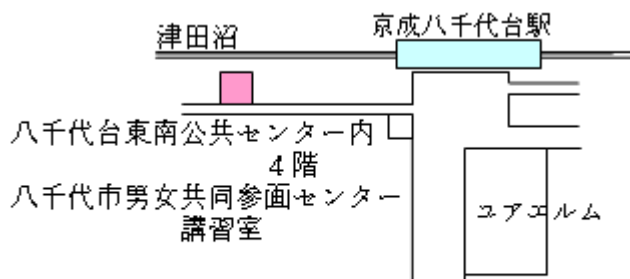 津田沼
京成八千代台駅
八千代台東南公共センター内
4階
八千代市男女共同参画センター
講習室
ユアエルム